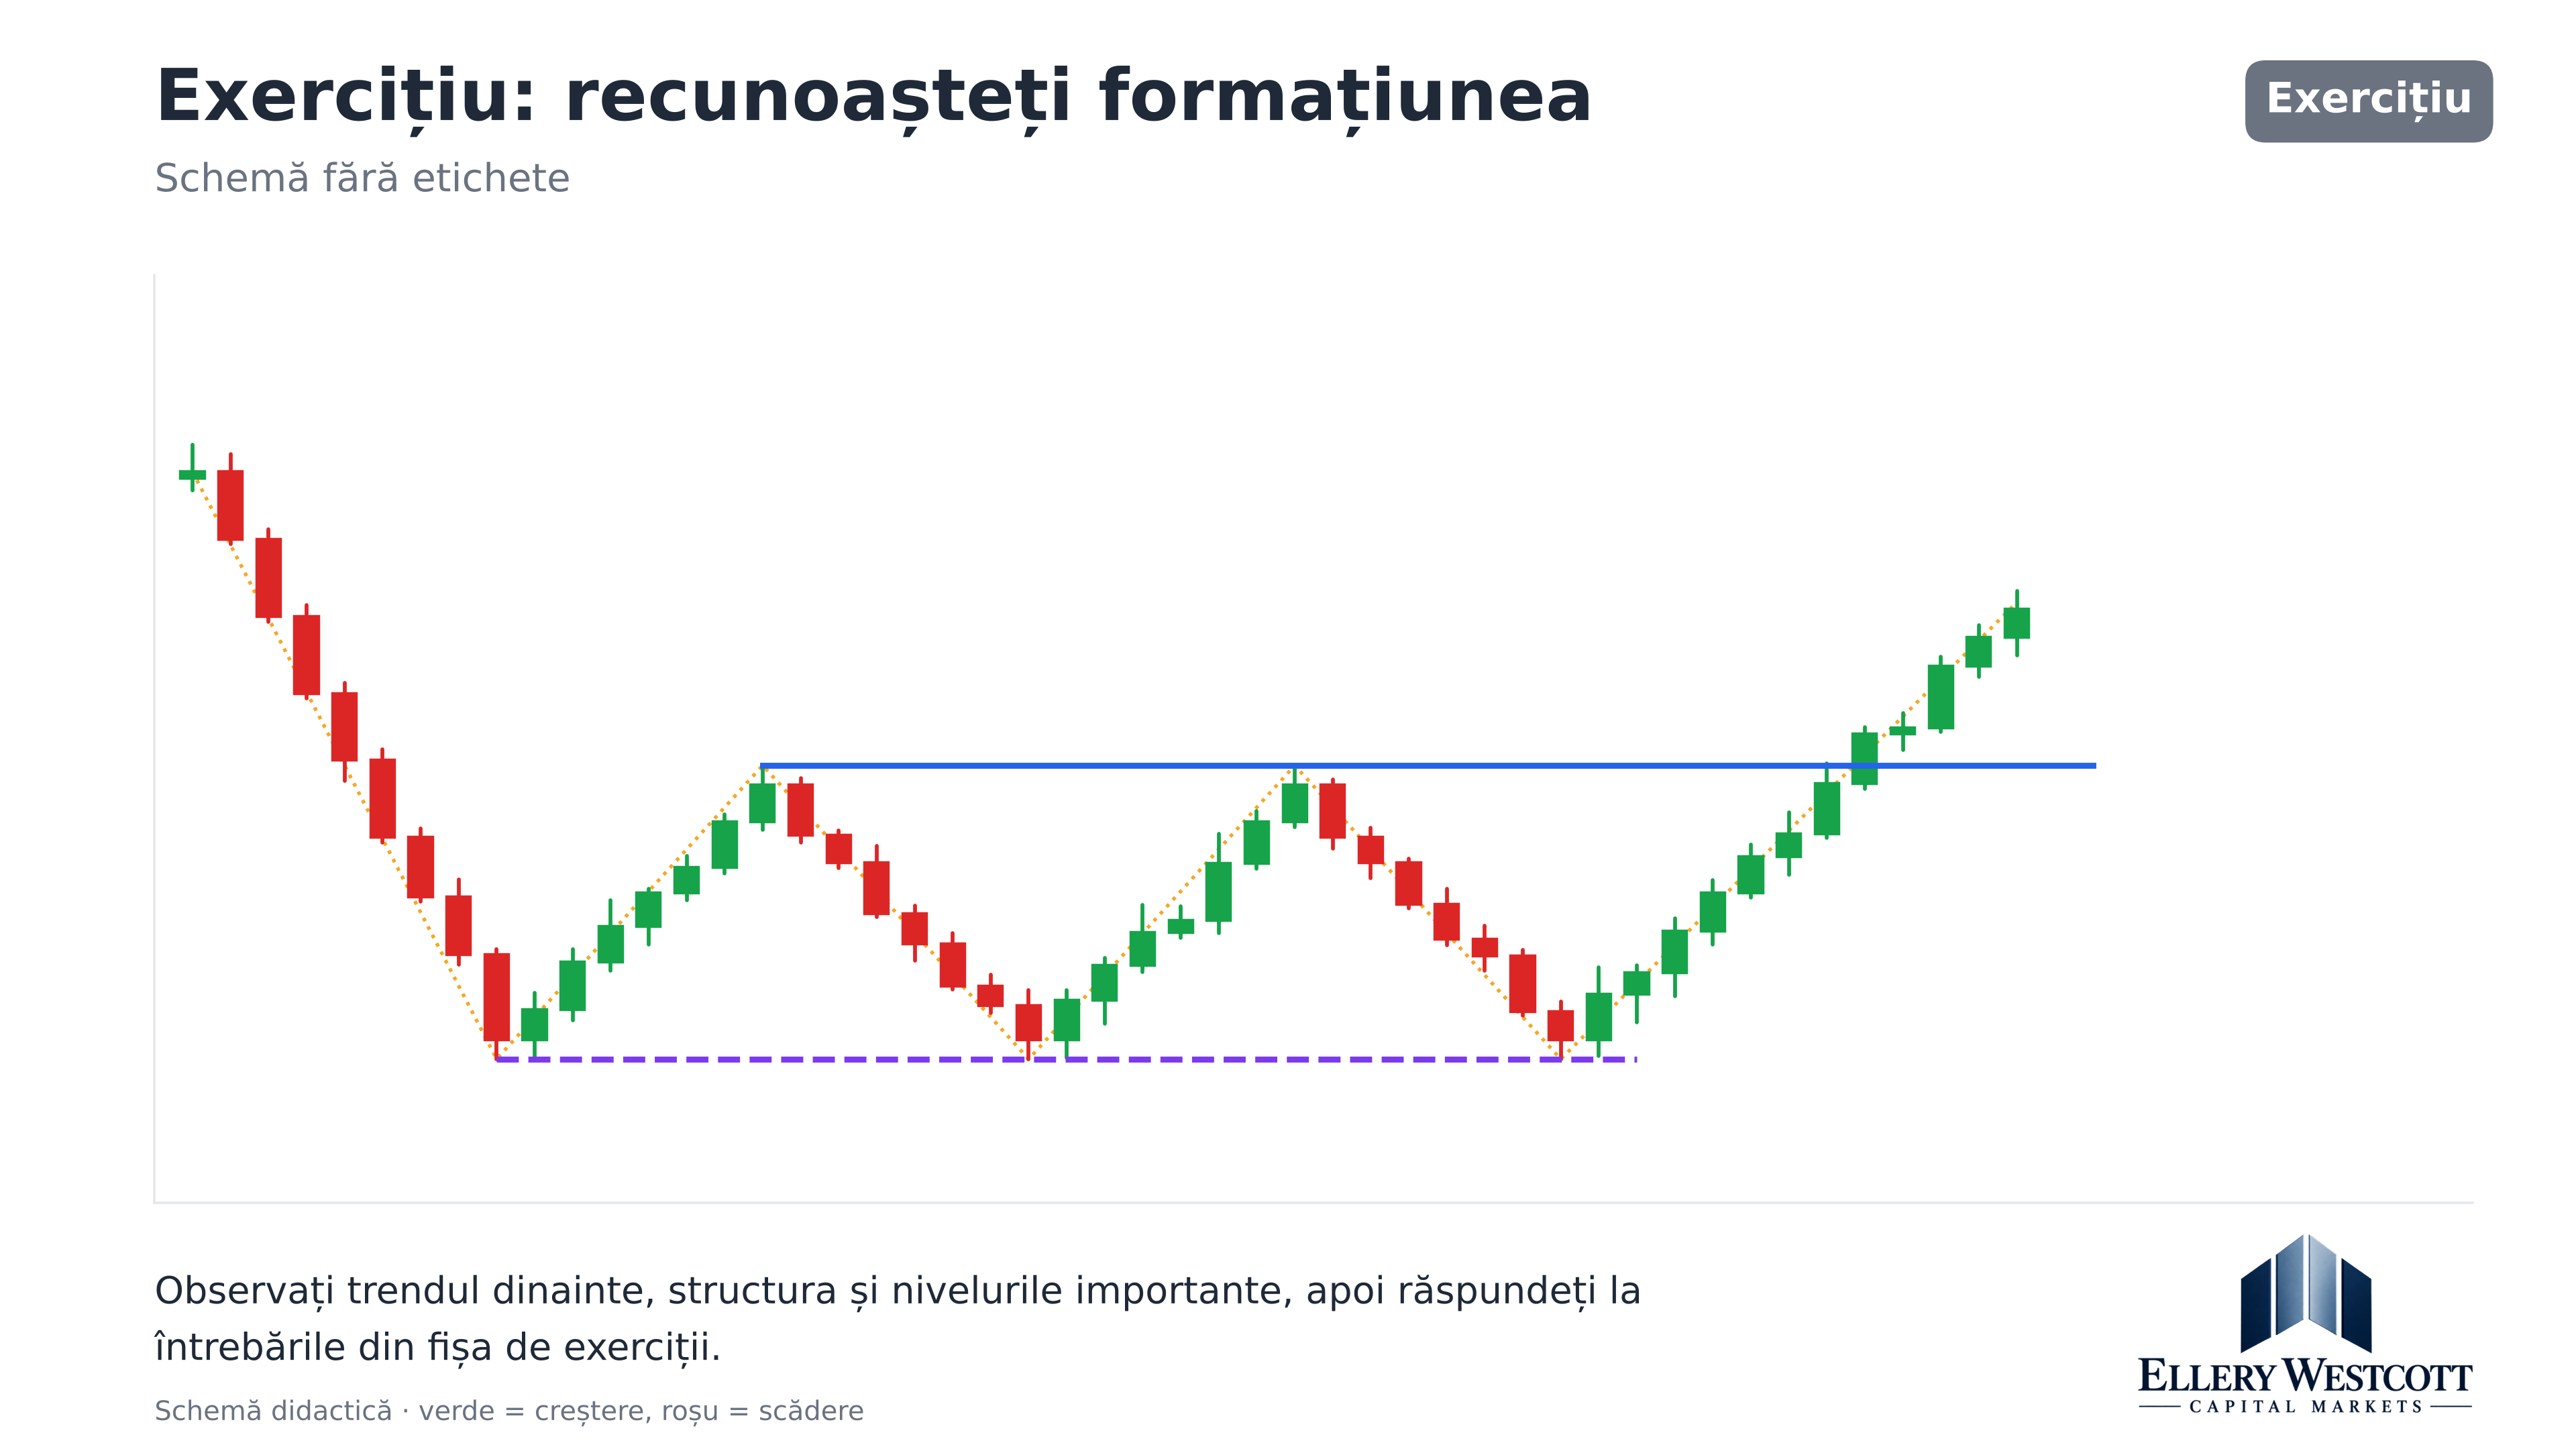 Exercițiu: recunoașteți formațiunea
Exercițiu
Schemă fără etichete
Observați trendul dinainte, structura și nivelurile importante, apoi răspundeți la
întrebările din fișa de exerciții.
Schemă didactică · verde = creștere, roșu = scădere
ELLERY WESTCOTT
CAPITAL MARKETS